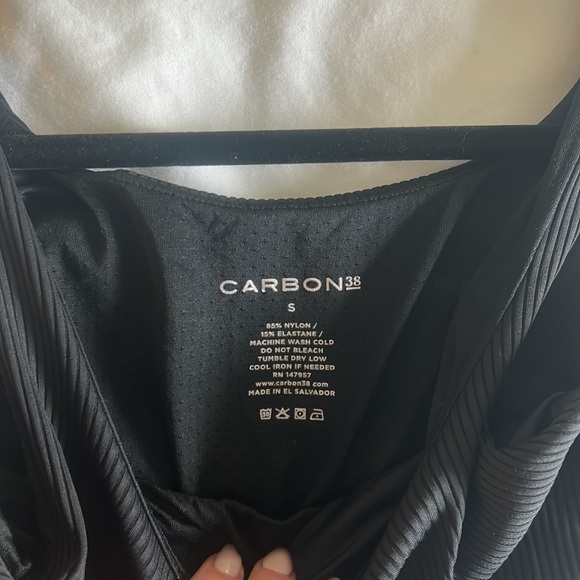 CARBON38
S
85% NYLON /
15% ELASTANE /
MACHINE WASH COLD
DO NOT BLEACH
TUMBLE DRY LOW
COOL IRON IF NEEDED
RN 147957
www.carbon38.com
MADE IN EL SALVADOR
30